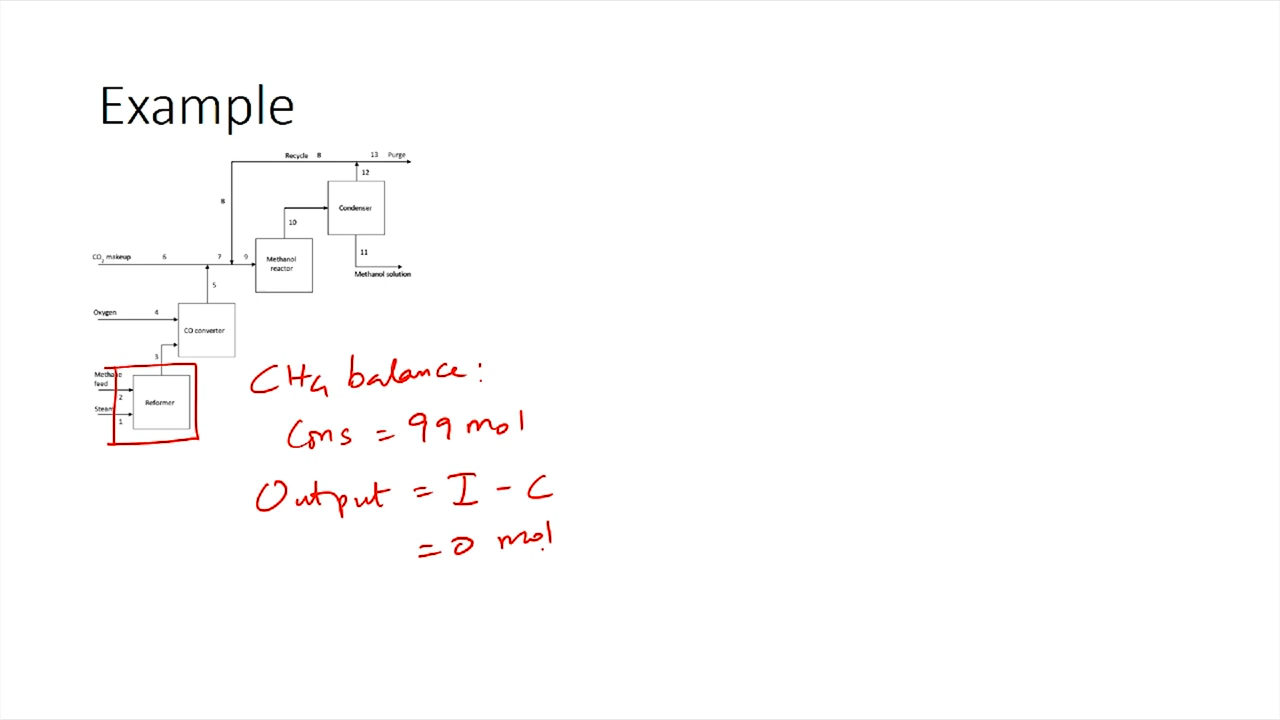 Example
Recycle 8 13 Purge
12
Condenser
8
10
11
Methanol solution
CO2 makeup 6 7 9
Methanol
reactor
5
Oxygen 4
CO converter
3
Methane
feed
2
Reformer
Steam
1
CH4 balance:
Cons = 99 mol
Output = I - C
= 0 mol